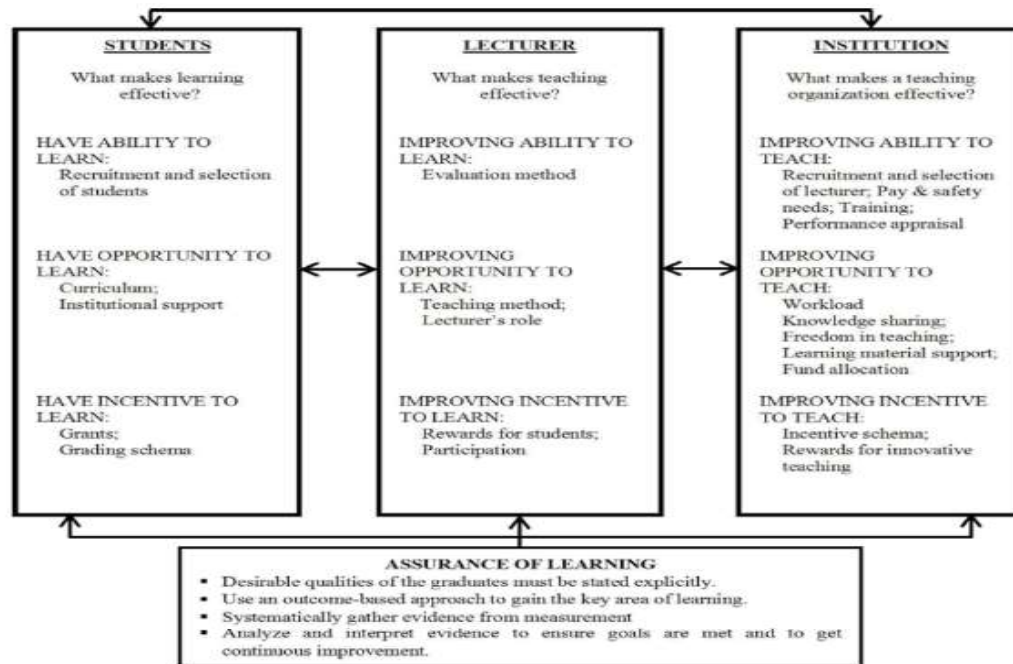 STUDENTS
What makes learning
effective?
HAVE ABILITY TO
LEARN:
Recruitment and selection
of students
HAVE OPPORTUNITY TO
LEARN:
Curriculum;
Institutional support
HAVE INCENTIVE TO
LEARN:
Grants;
Grading schema
LECTURER
What makes teaching
effective?
IMPROVING ABILITY TO
LEARN:
Evaluation method
IMPROVING
OPPORTUNITY TO
LEARN:
Teaching method;
Lecturer's role
IMPROVING INCENTIVE
TO LEARN:
Rewards for students;
Participation
INSTITUTION
What makes a teaching
organization effective?
IMPROVING ABILITY TO
TEACH:
Recruitment and selection
of lecturer; Pay & safety
needs; Training;
Performance appraisal
IMPROVING
OPPORTUNITY TO
TEACH:
Workload
Knowledge sharing;
Freedom in teaching;
Learning material support;
Fund allocation
IMPROVING INCENTIVE
TO TEACH:
Incentive schema;
Rewards for innovative
teaching
ASSURANCE OF LEARNING
▪ Desirable qualities of the graduates must be stated explicitly.
▪ Use an outcome-based approach to gain the key area of learning.
▪ Systematically gather evidence from measurement
▪ Analyze and interpret evidence to ensure goals are met and to get
continuous improvement.